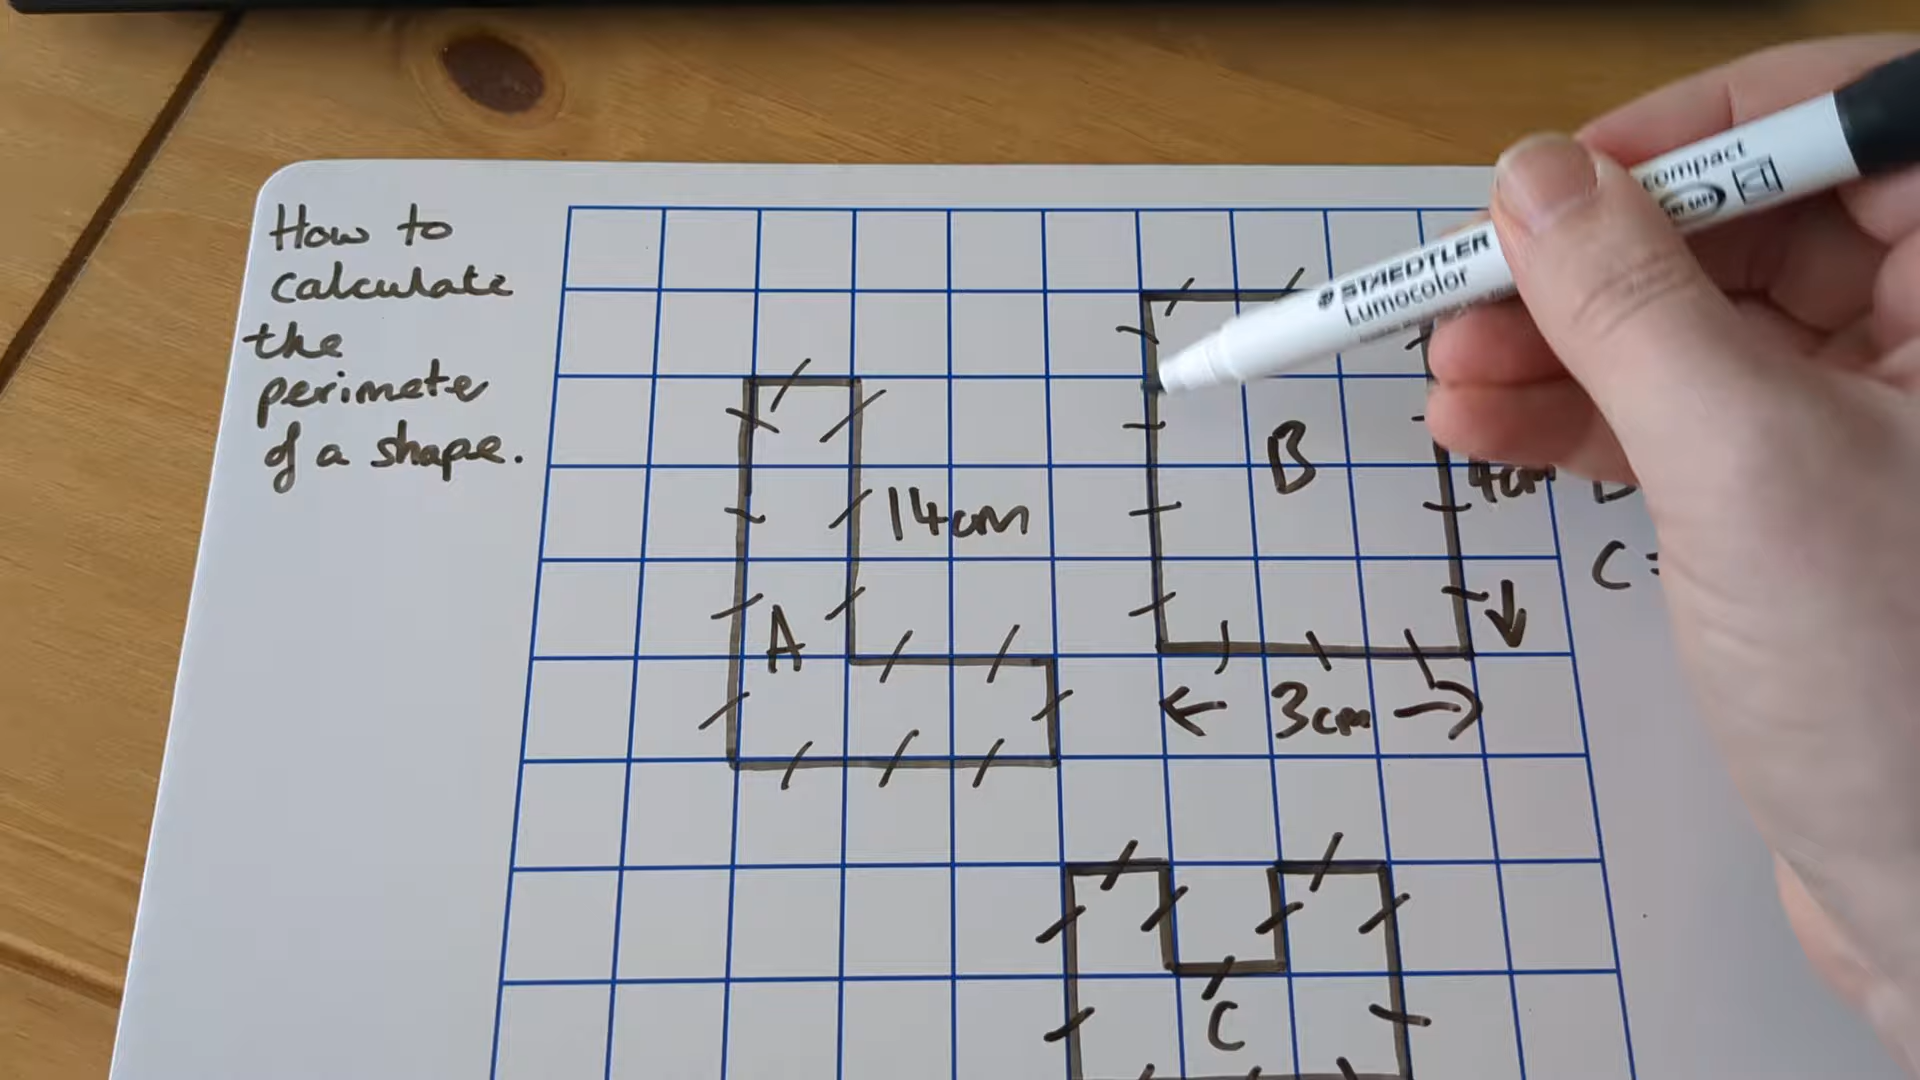 How to
calculate
the
perimete
of a shape.
compact
STAEDTLER
Lumocolor
B
4cm
14cm
C =
A
3cm
C